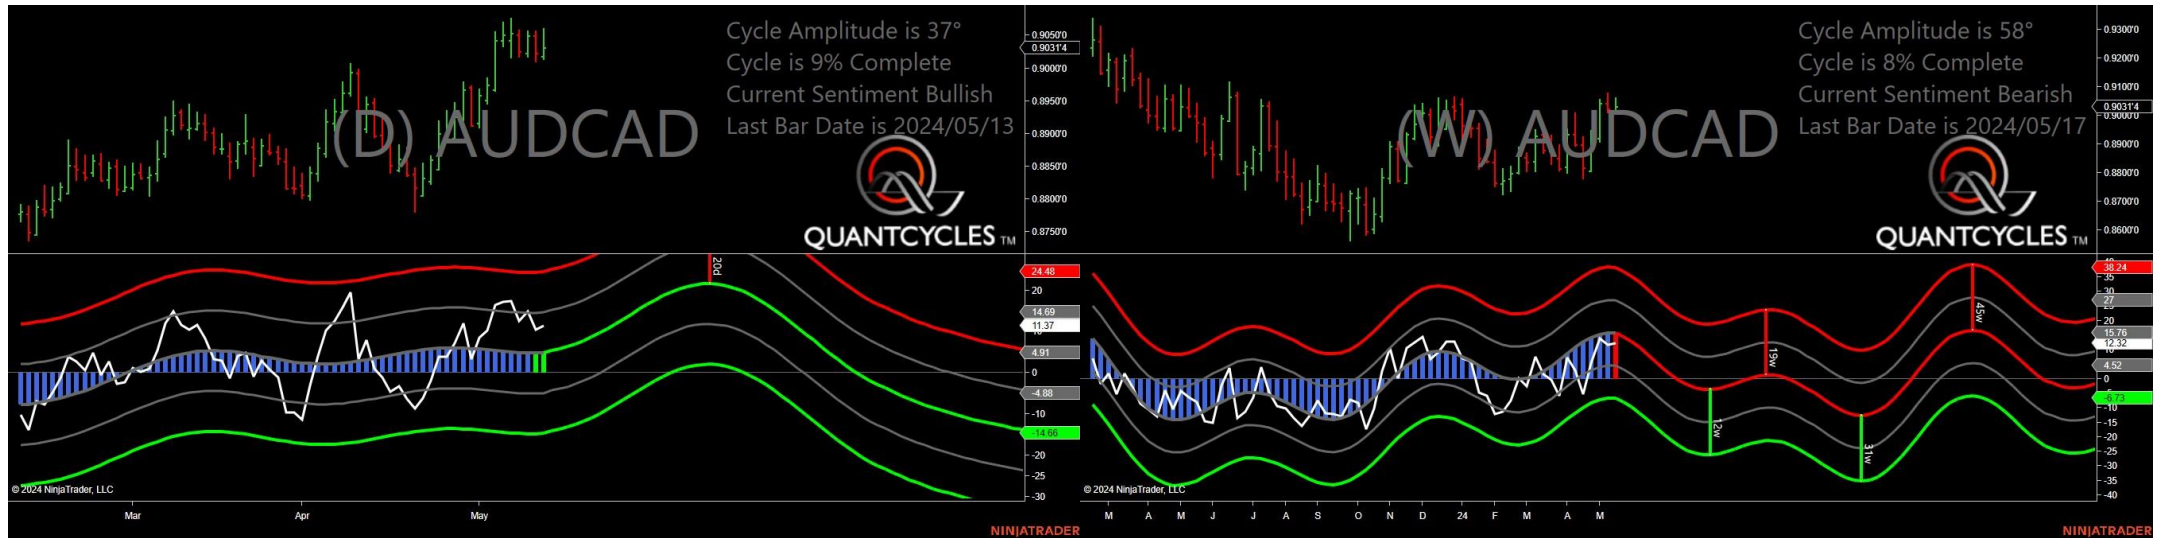 Cycle Amplitude is 37°
Cycle is 9% Complete
Current Sentiment Bullish
Last Bar Date is 2024/05/13
(D) AUDCAD
QUANTCYCLES TM
0.9050'0
0.9031'4
0.9000'0
0.8950'0
0.8900'0
0.8850'0
0.8800'0
0.8750'0
20d
24.48
20
14.69
11.37
4.91
0
-4.88
-10
-14.66
-20
-25
-30
© 2024 NinjaTrader, LLC
Mar
Apr
May
NINJATRADER
Cycle Amplitude is 58°
Cycle is 8% Complete
Current Sentiment Bearish
Last Bar Date is 2024/05/17
(W) AUDCAD
QUANTCYCLES TM
0.9300'0
0.9200'0
0.9100'0
0.9031'4
0.9000'0
0.8900'0
0.8800'0
0.8700'0
0.8600'0
45w
19w
31w
38.24
35
30
27
20
15.76
12.32
4.52
0
-6.73
-10
-15
-20
-25
-30
-35
-40
© 2024 NinjaTrader, LLC
M A M J J A S O N D 24 F M A M
NINJATRADER